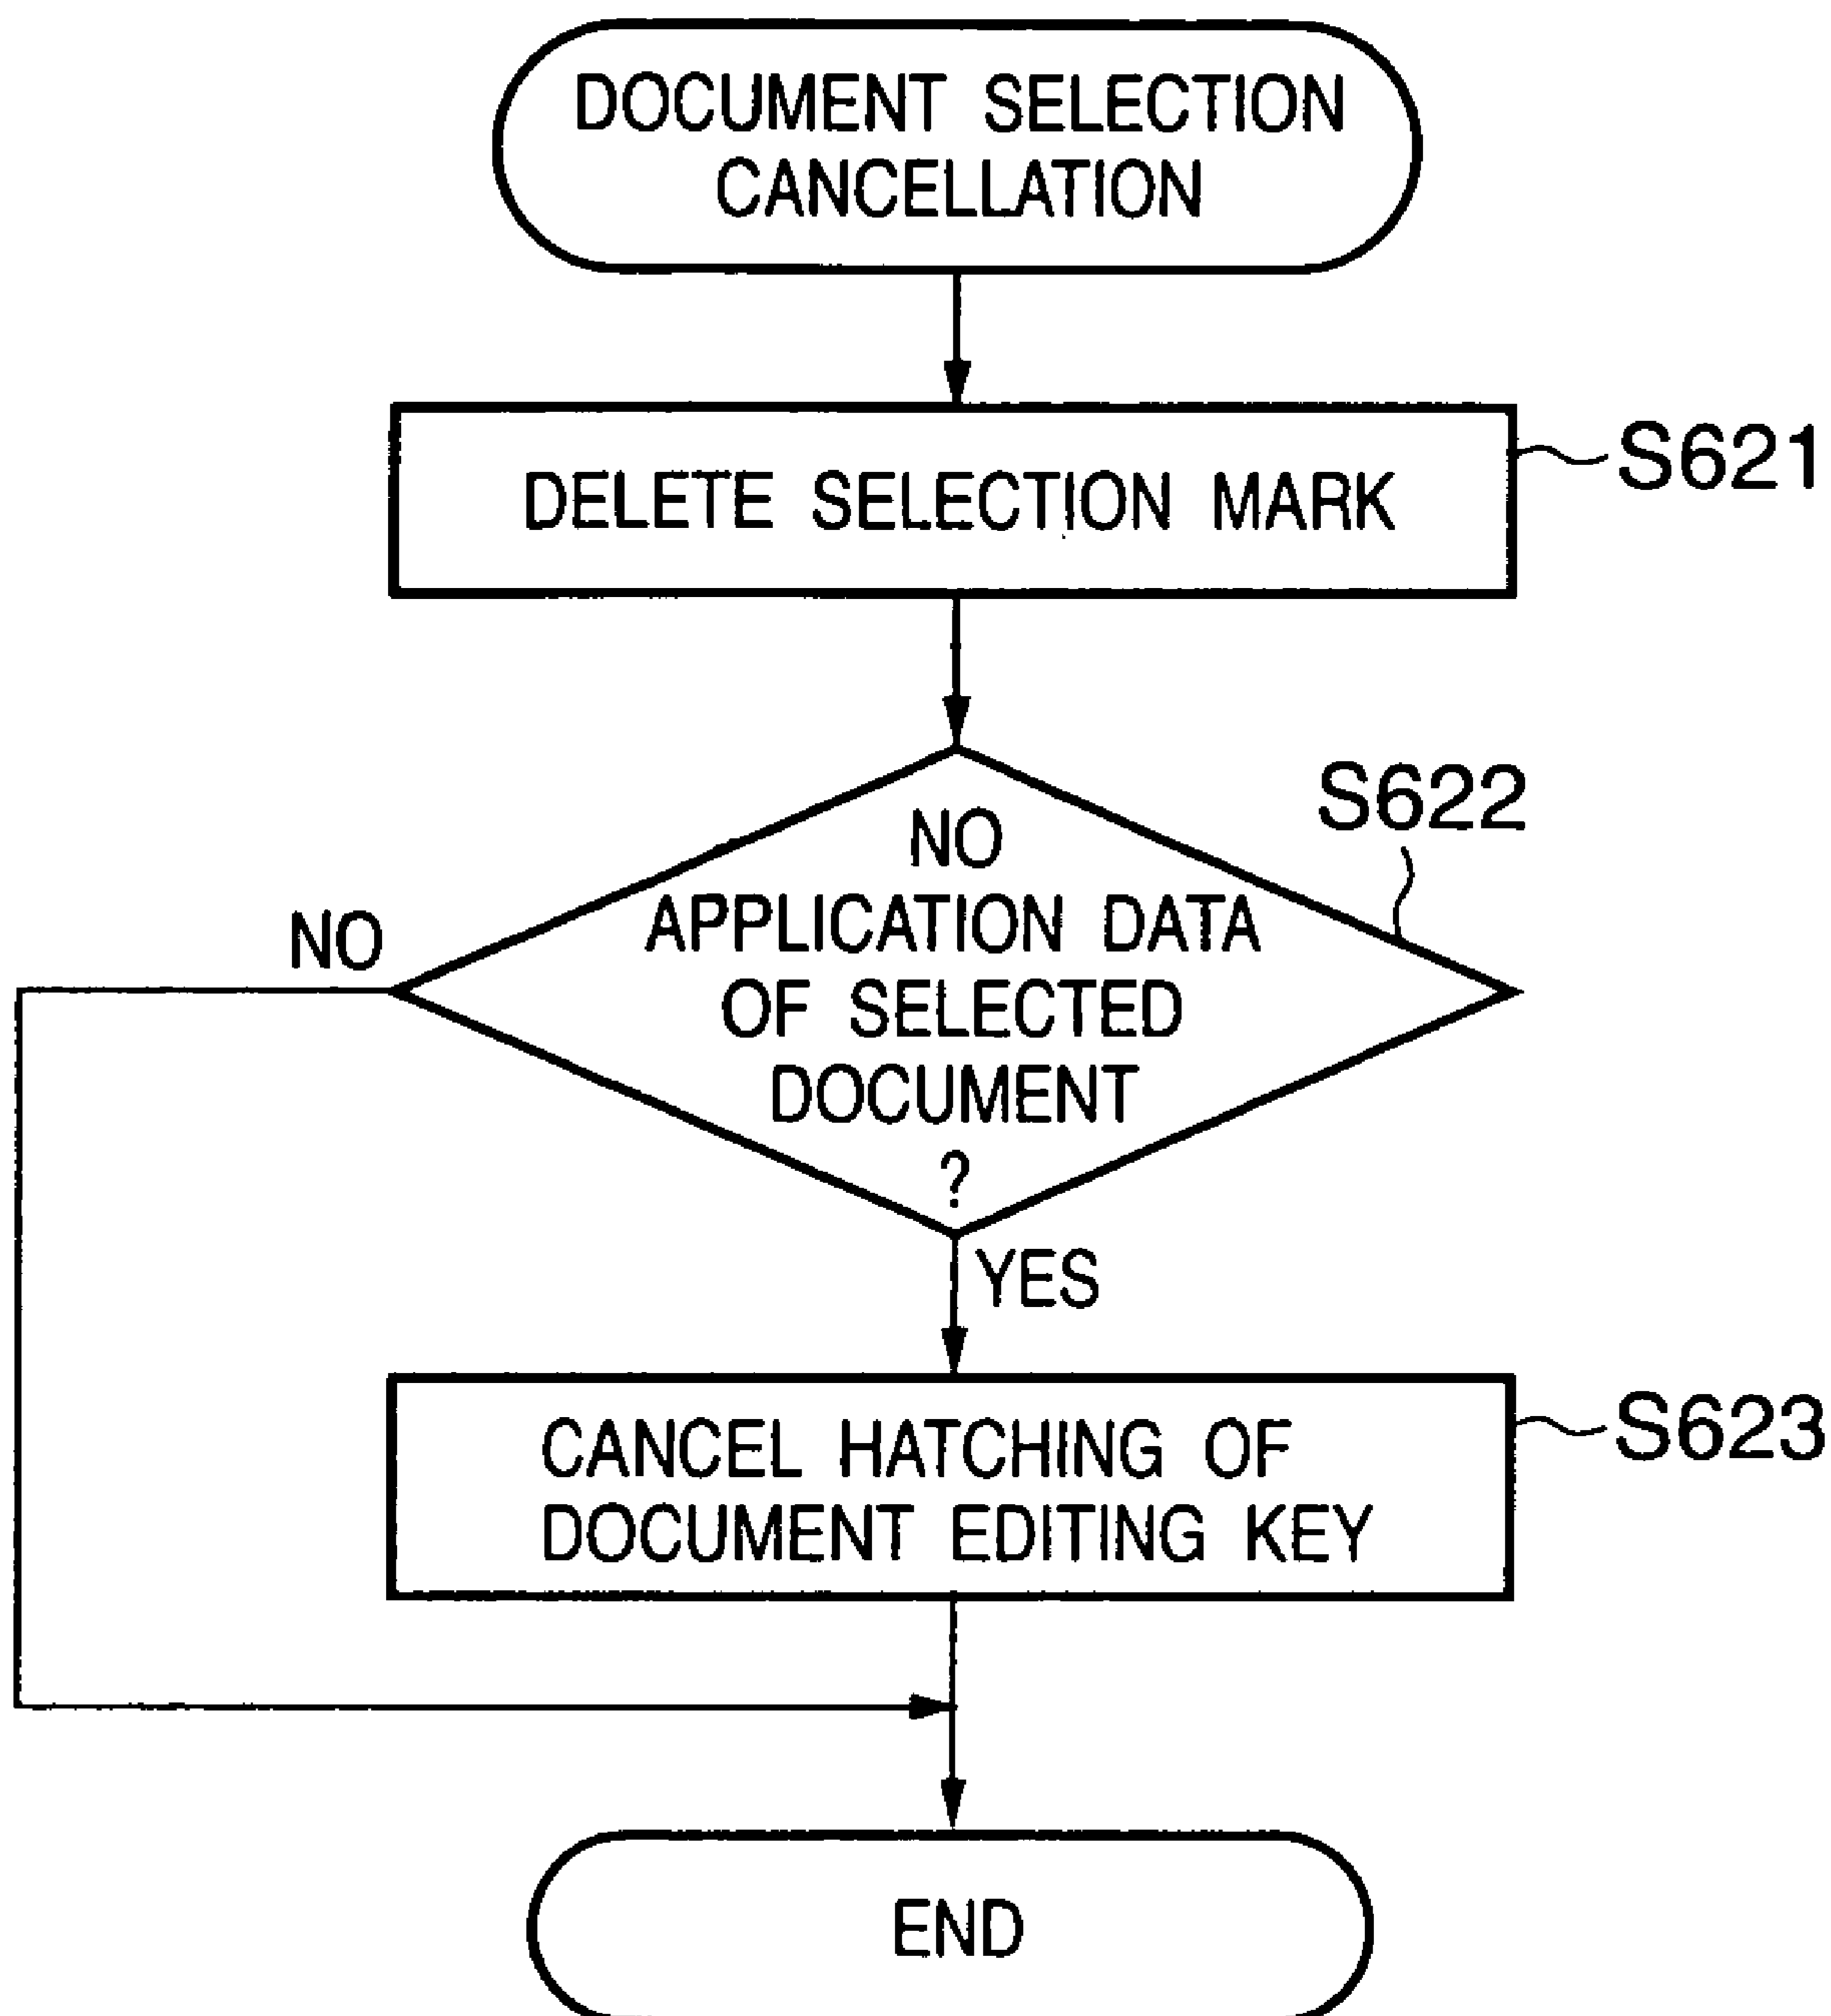 DOCUMENT SELECTION
CANCELLATION
DELETE SELECTION MARK
S621
S622
NO
APPLICATION DATA
OF SELECTED
DOCUMENT
?
NO
YES
CANCEL HATCHING OF
DOCUMENT EDITING KEY
S623
END